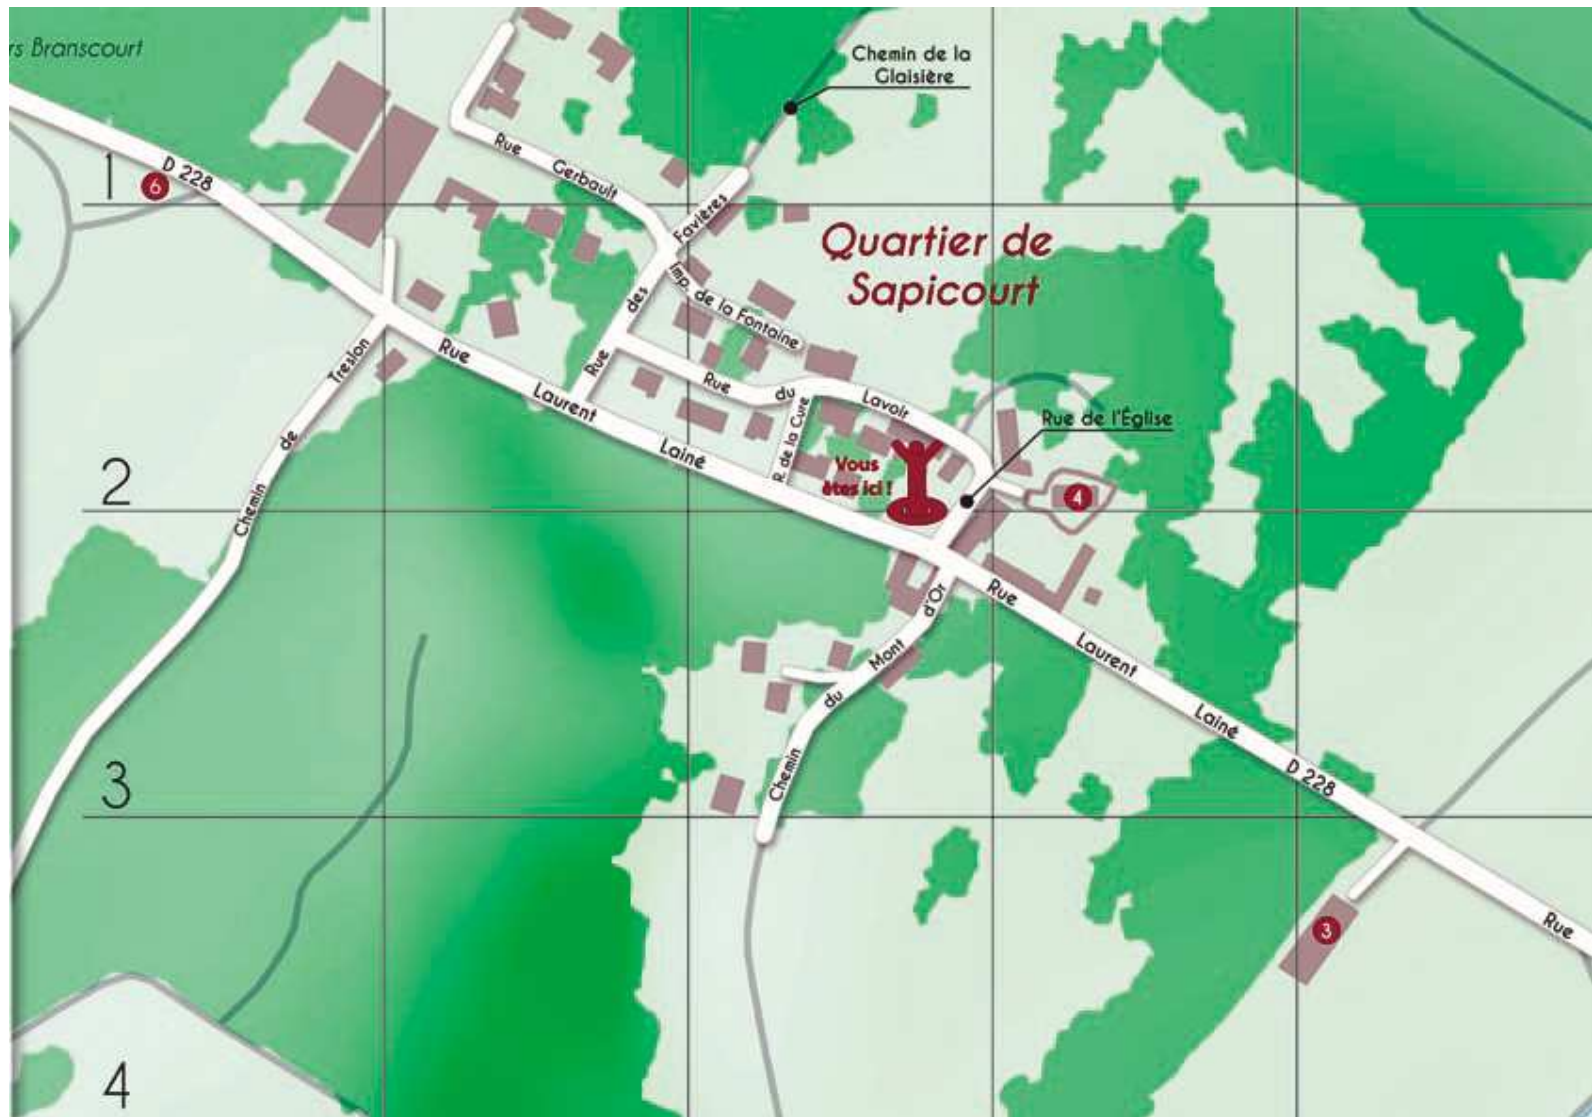 rs Branscourt
Chemin de la
Glaisière
D 228
6
1
Rue Gerbault
Rue des Favières
Quartier de
Sapicourt
Imp. de la Fontaine
Chemin de Treslon
Rue Laurent Lainé
Rue du Lavoir
R. de la Cure
Rue de l'Église
Vous
êtes ici !
4
2
Chemin du Mont d'Or
Rue Laurent Lainé
D 228
3
3
Rue
4